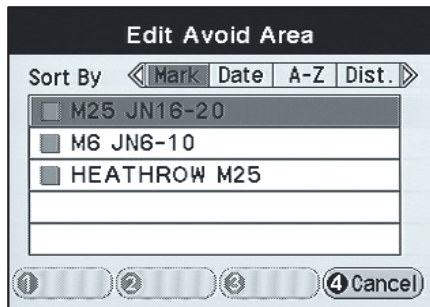 Edit Avoid Area
Sort By Mark Date A-Z Dist.
M25 JN16-20
M6 JN6-10
HEATHROW M25
1 2 3 4 Cancel